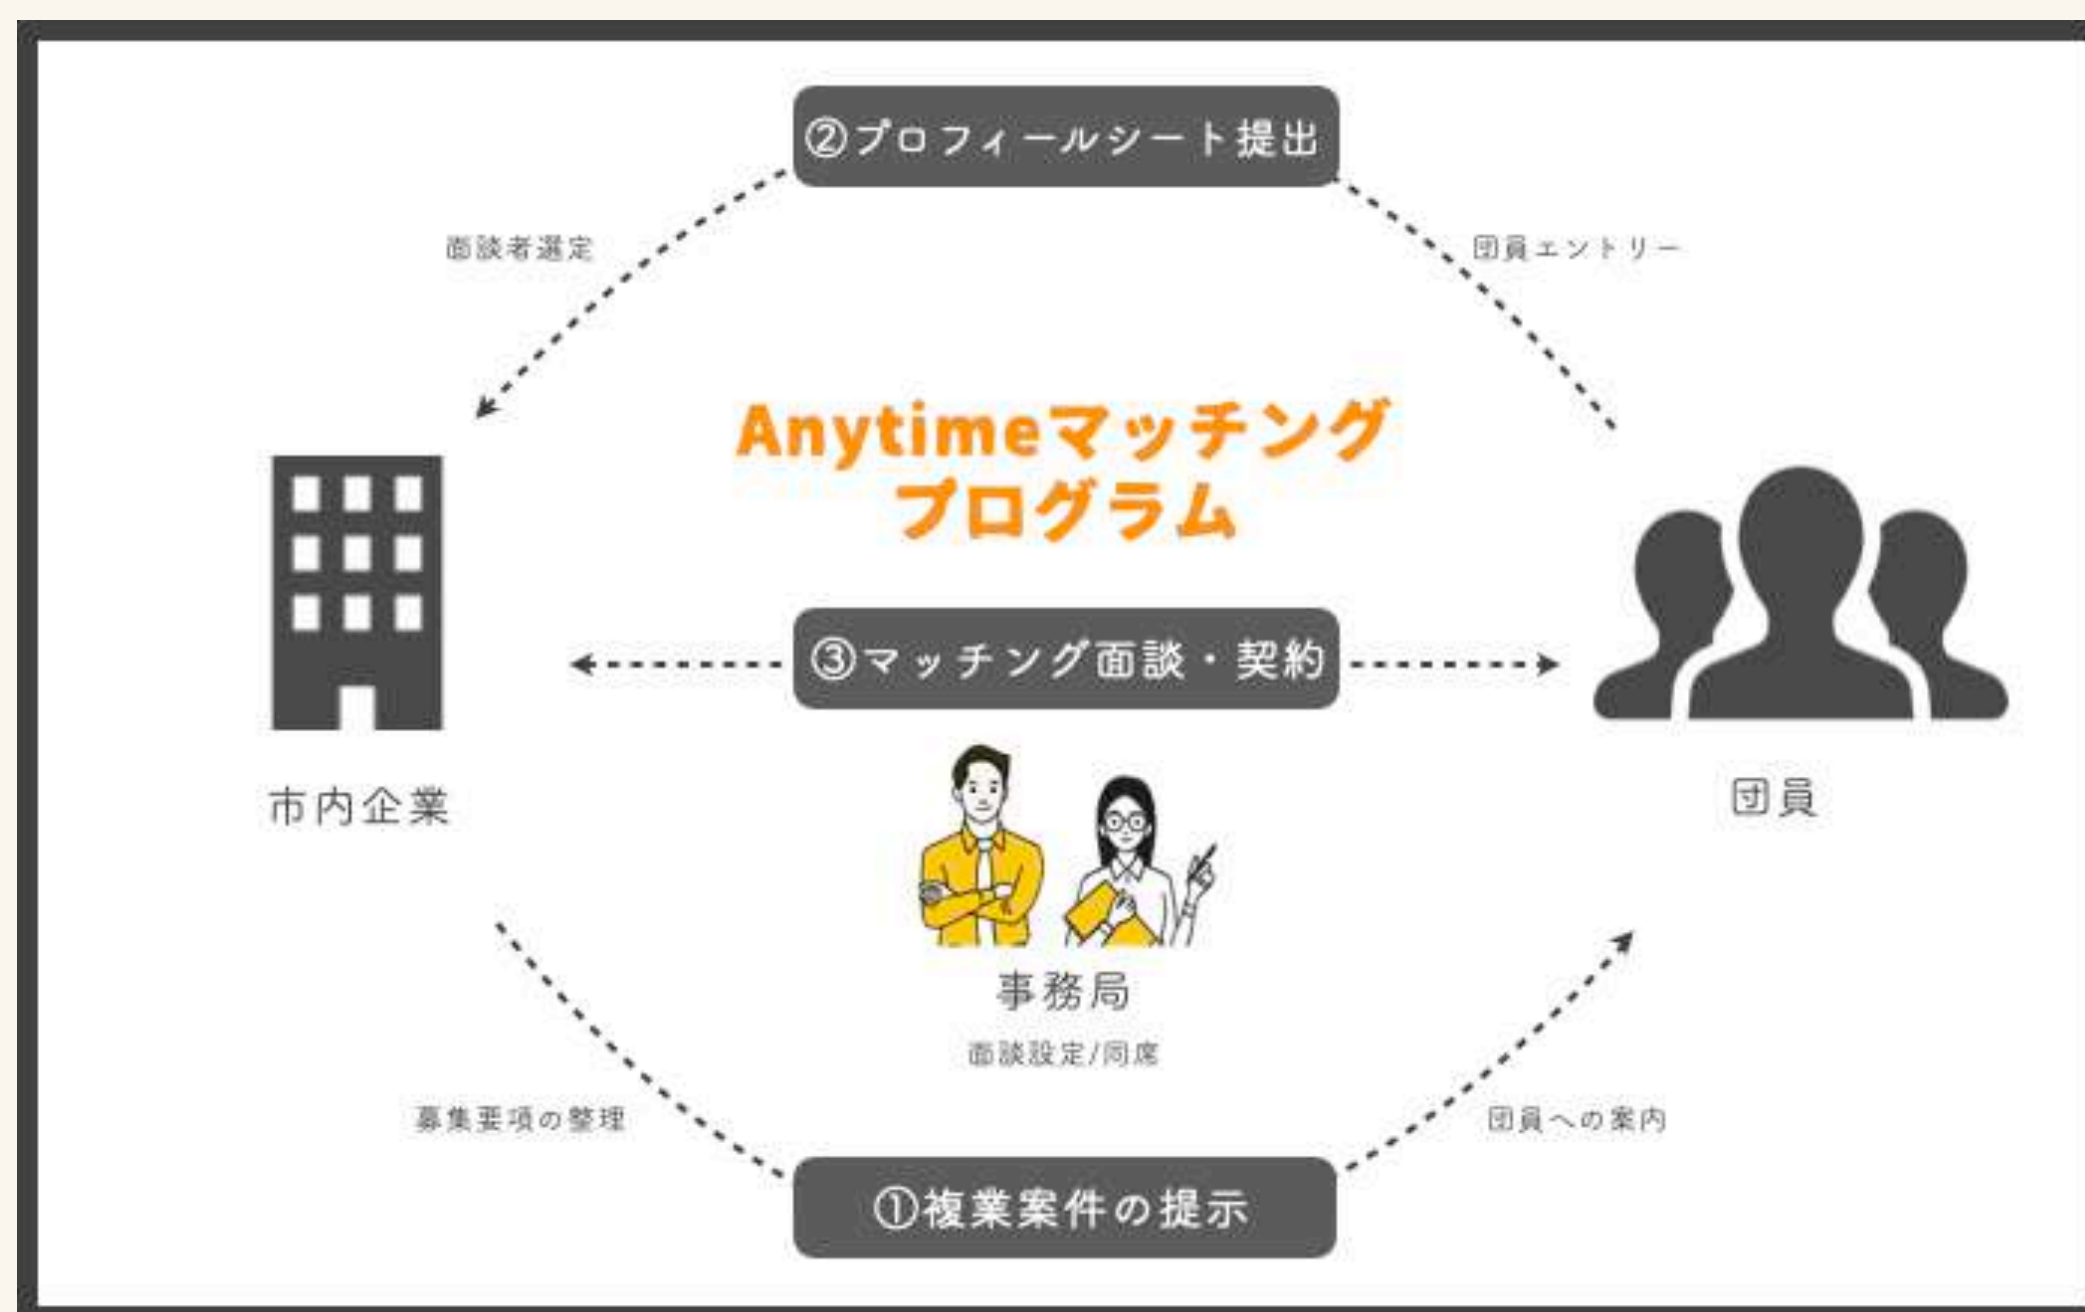 ②プロフィールシート提出
面談者選定
団員エントリー
Anytimeマッチング
プログラム
③マッチング面談・契約
市内企業
団員
事務局
面談設定/同席
募集要項の整理
団員への案内
①複業案件の提示